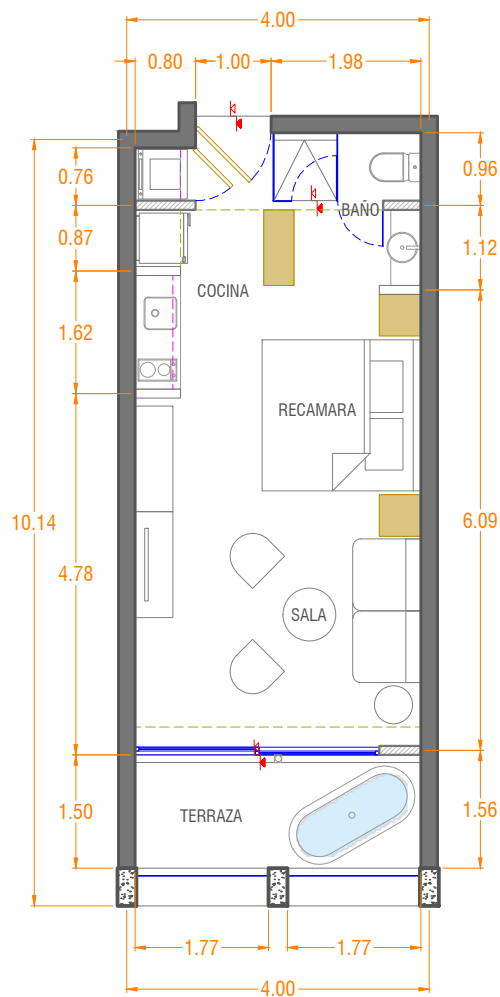 4.00
0.80 1.00 1.98
0.76 0.96
BAÑO
0.87 1.12
COCINA
1.62
RECAMARA
10.14 6.09
4.78
SALA
1.50 TERRAZA 1.56
1.77 1.77
4.00